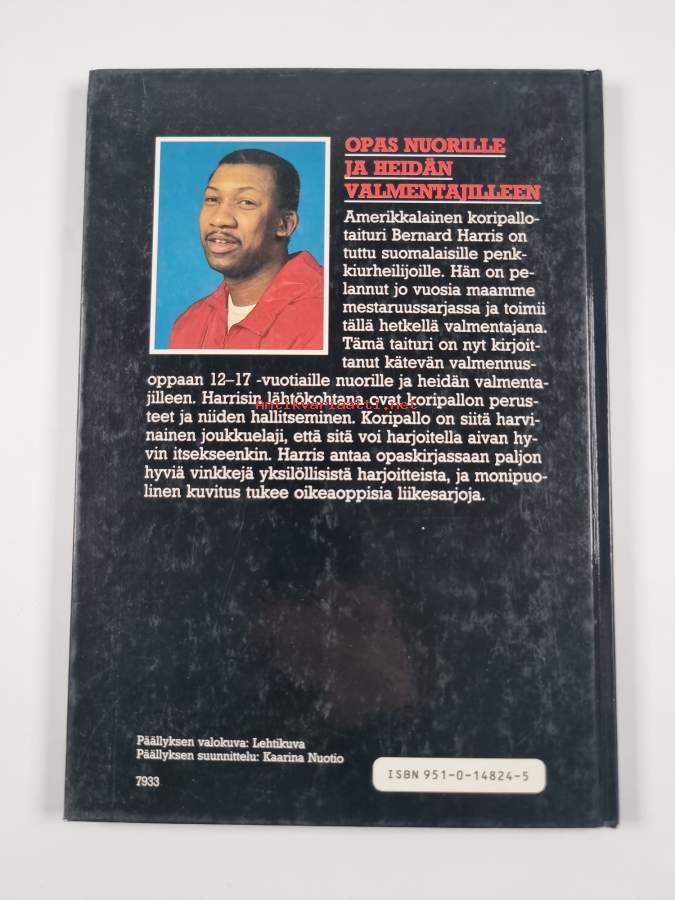 OPAS NUORILLE
JA HEIDÄN
VALMENTAJILLEEN
Amerikkalainen koripallo-
taituri Bernard Harris on
tuttu suomalaisille penk-
kiurheilijoille. Hän on pe-
lannut jo vuosia maamme
mestaruussarjassa ja toimii
tällä hetkellä valmentajana.
Tämä taituri on nyt kirjoit-
tanut kätevän valmennus-
oppaan 12–17 -vuotiaille nuorille ja heidän valmenta-
jilleen. Harrisin lähtökohtana ovat koripallon perus-
Antikvariaatti.net
teet ja niiden hallitseminen. Koripallo on siitä harvi-
nainen joukkuelaji, että sitä voi harjoitella aivan hy-
vin itsekseenkin. Harris antaa opaskirjassaan paljon
hyviä vinkkejä yksilöllisistä harjoitteista, ja monipuo-
linen kuvitus tukee oikeaoppisia liikesarjoja.
Päällyksen valokuva: Lehtikuva
Päällyksen suunnittelu: Kaarina Nuotio
7933
ISBN 951-0-14824-5